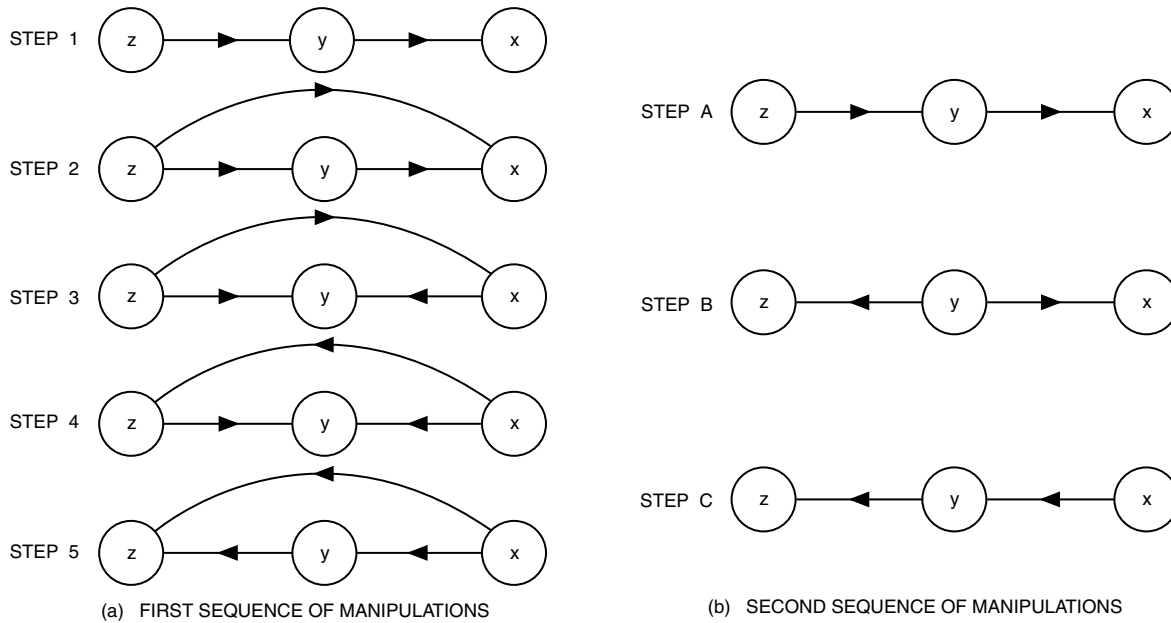 STEP 1 z y x
STEP 2 z y x
STEP 3 z y x
STEP 4 z y x
STEP 5 z y x
(a) FIRST SEQUENCE OF MANIPULATIONS
STEP A z y x
STEP B z y x
STEP C z y x
(b) SECOND SEQUENCE OF MANIPULATIONS